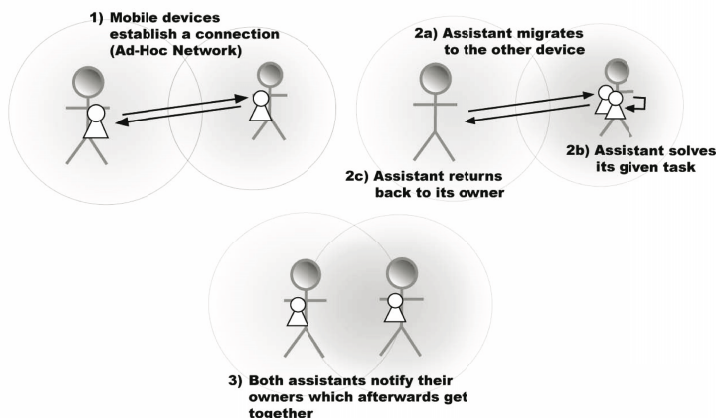 1) Mobile devices
establish a connection
(Ad-Hoc Network)
2a) Assistant migrates
to the other device
2b) Assistant solves
its given task
2c) Assistant returns
back to its owner
3) Both assistants notify their
owners which afterwards get
together